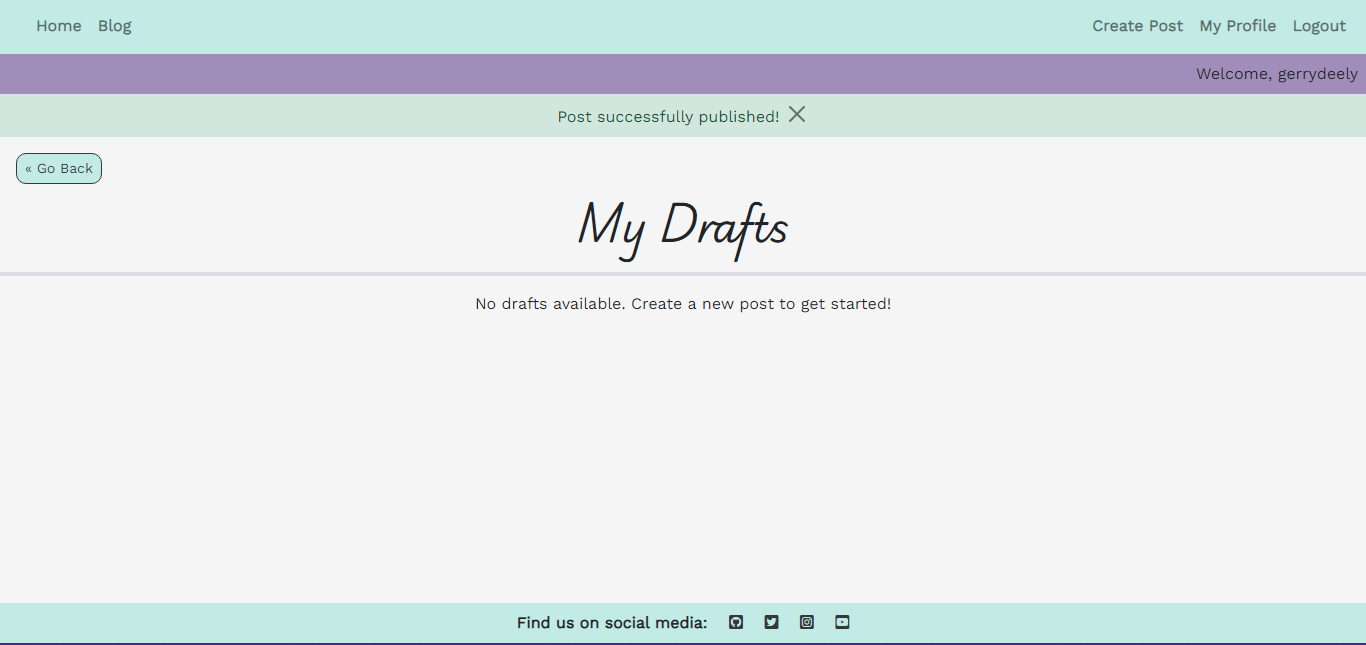 Home Blog Create Post My Profile Logout
Welcome, gerrydeely
Post successfully published!
« Go Back
My Drafts
No drafts available. Create a new post to get started!
Find us on social media: